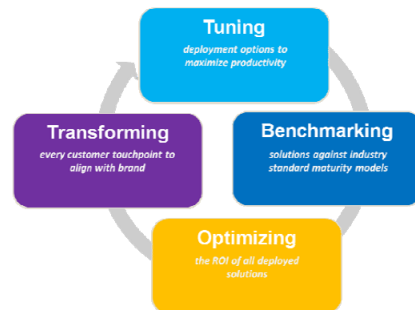 Tuning
deployment options to
maximize productivity
Transforming
every customer touchpoint to
align with brand
Benchmarking
solutions against industry
standard maturity models
Optimizing
the ROI of all deployed
solutions